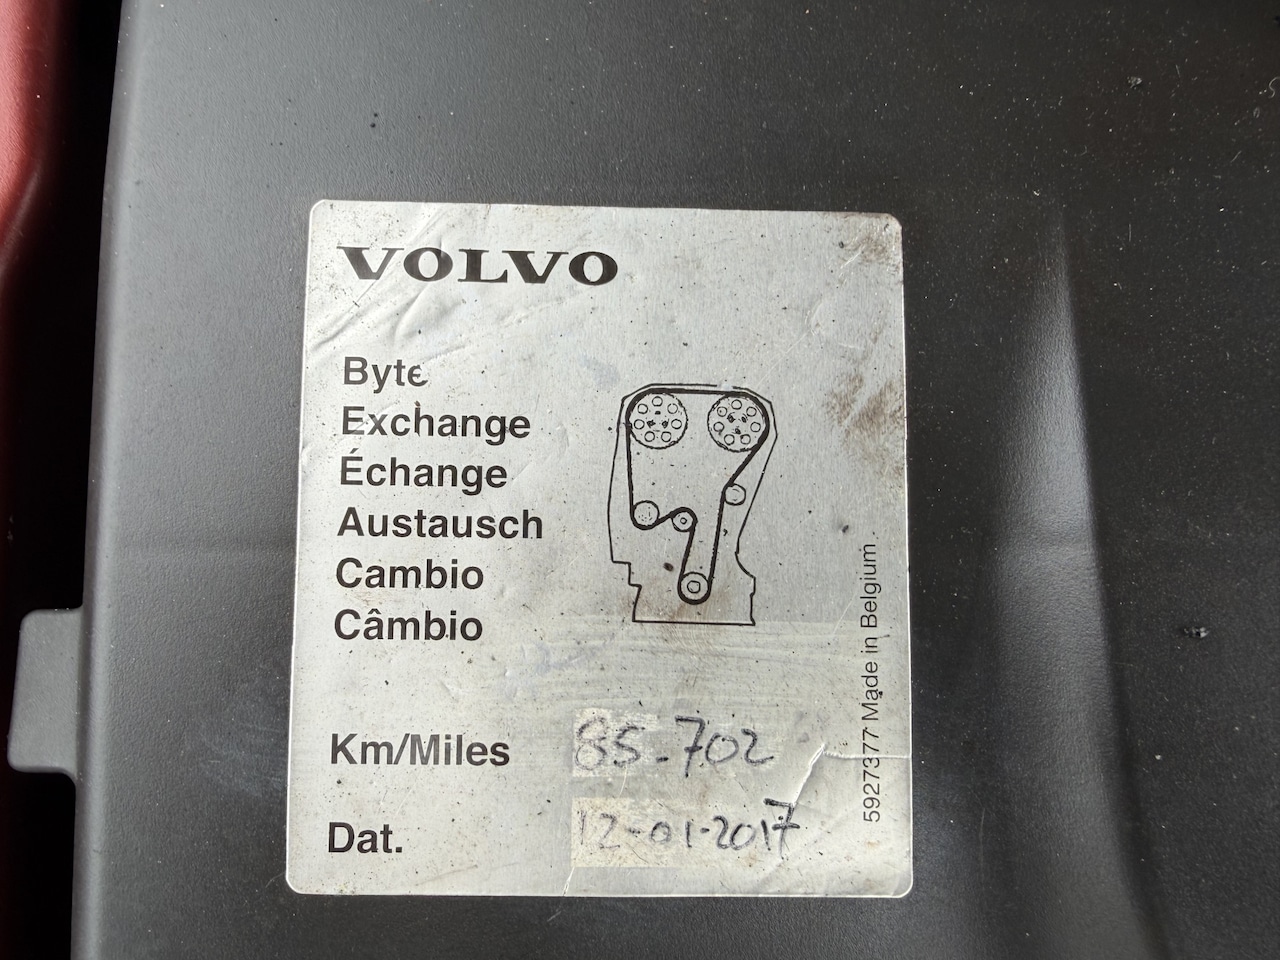 VOLVO
Byte
Exchange
Échange
Austausch
Cambio
Câmbio
Km/Miles 85.702
Dat. 12-01-2017
5927377 Made in Belgium.